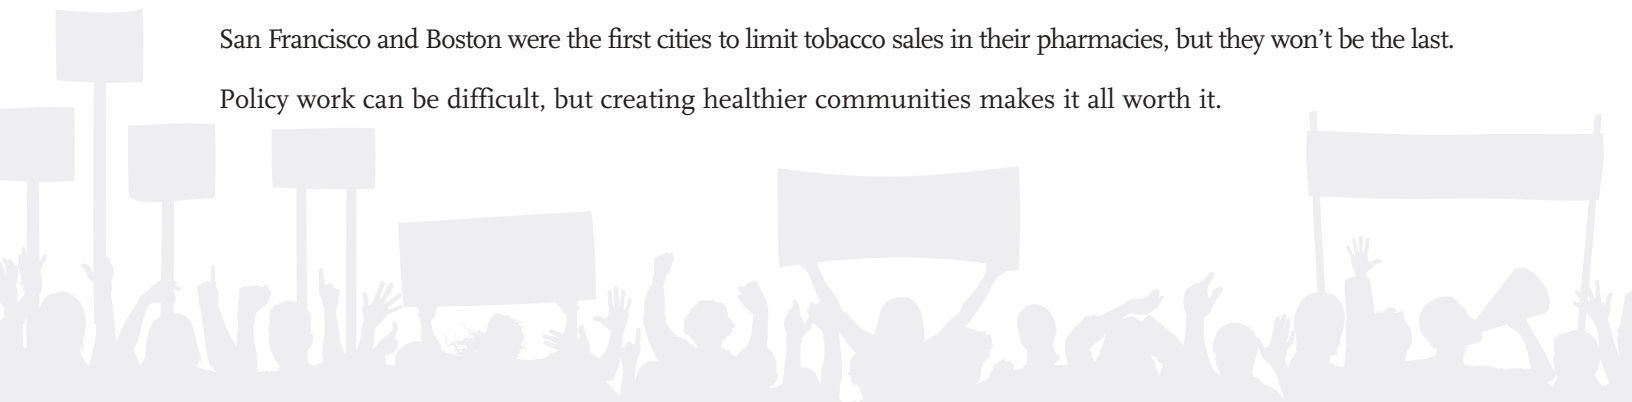 San Francisco and Boston were the first cities to limit tobacco sales in their pharmacies, but they won’t be the last.
Policy work can be difficult, but creating healthier communities makes it all worth it.